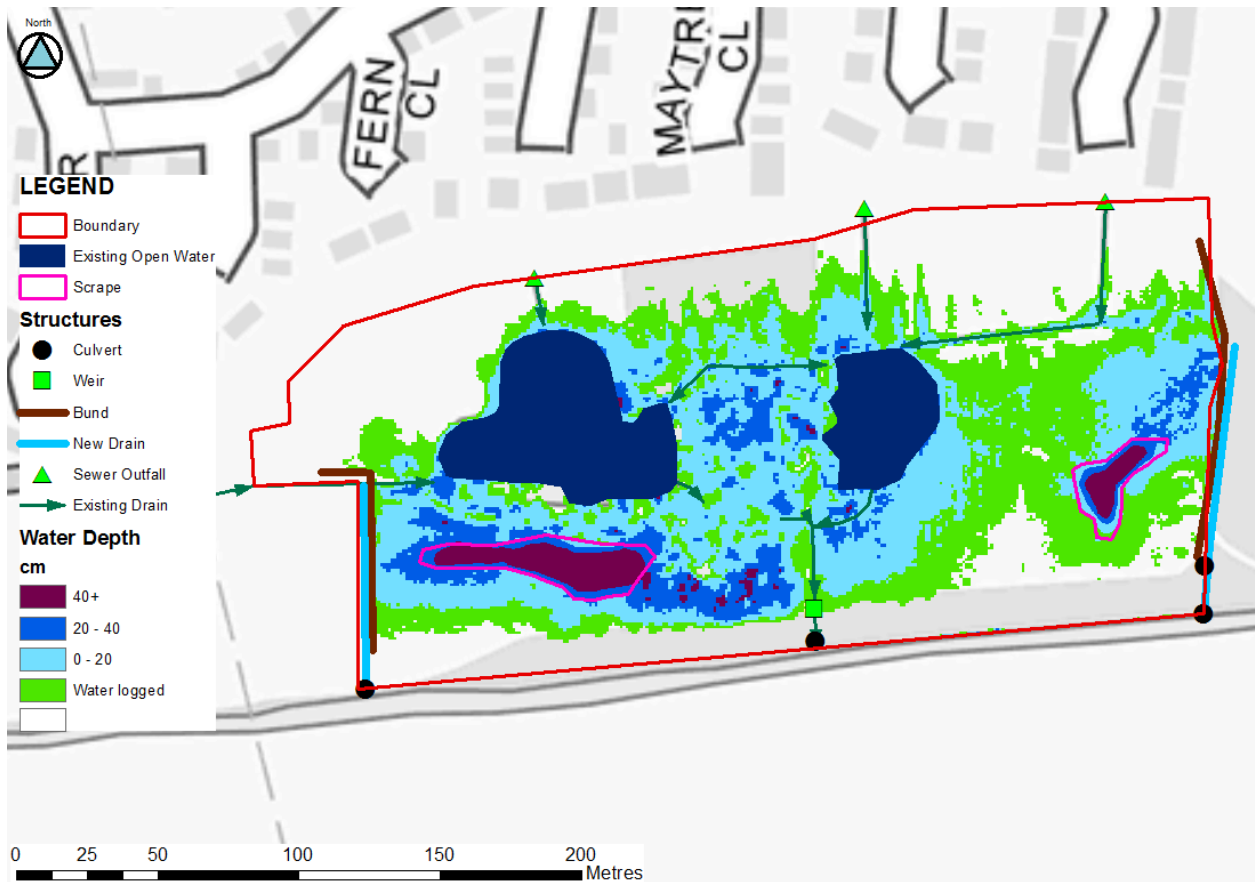 North
FERN
CL
MAYTRE
CL
R
LEGEND
Boundary
Existing Open Water
Scrape
Structures
Culvert
Weir
Bund
New Drain
Sewer Outfall
Existing Drain
Water Depth
cm
40+
20 - 40
0 - 20
Water logged
0 25 50 100 150 200
Metres